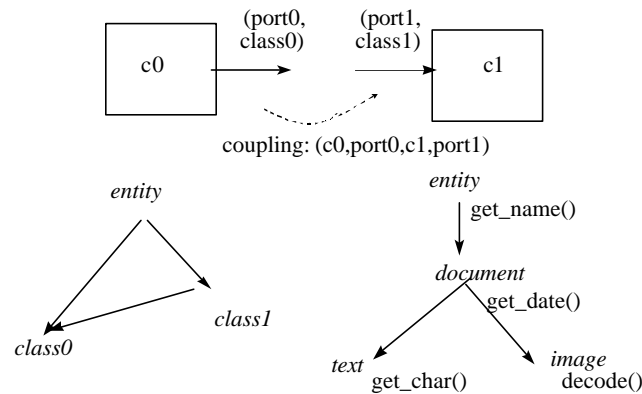 (port0,
class0)
(port1,
class1)
c0
c1
coupling: (c0,port0,c1,port1)
entity
class1
class0
entity
get_name()
document
get_date()
text
get_char()
image
decode()